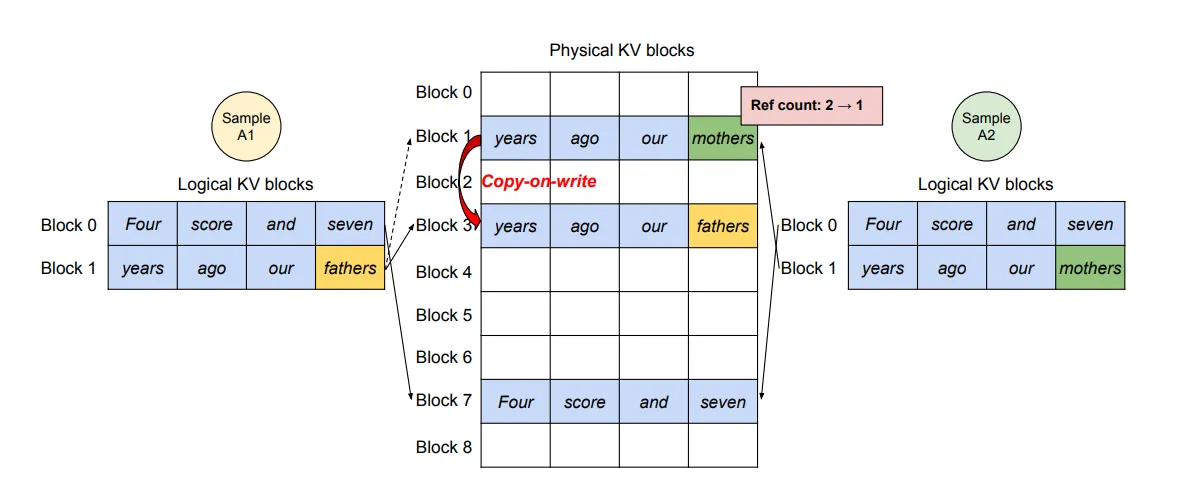 Physical KV blocks
Sample
A1
Sample
A2
Logical KV blocks
Logical KV blocks
Block 0
Block 1 years ago our mothers
Ref count: 2 → 1
Block 2 Copy-on-write
Block 3 years ago our fathers
Block 4
Block 5
Block 6
Block 7 Four score and seven
Block 8
Block 0 Four score and seven
Block 1 years ago our fathers
Block 0 Four score and seven
Block 1 years ago our mothers